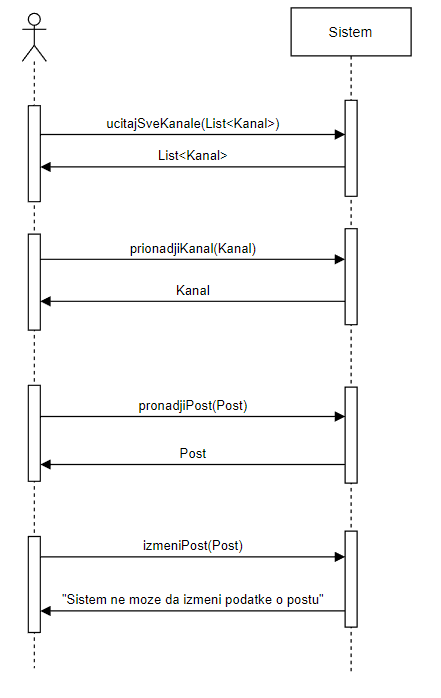 Sistem
ucitajSveKanale(List<Kanal>)
List<Kanal>
prionadjiKanal(Kanal)
Kanal
pronadjiPost(Post)
Post
izmeniPost(Post)
"Sistem ne moze da izmeni podatke o postu"